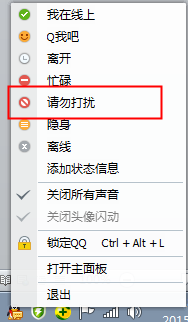 我在线上
Q我吧
离开
忙碌
请勿打扰
隐身
离线
添加状态信息
关闭所有声音
关闭头像闪动
锁定QQ Ctrl + Alt + L
打开主面板
退出
2015